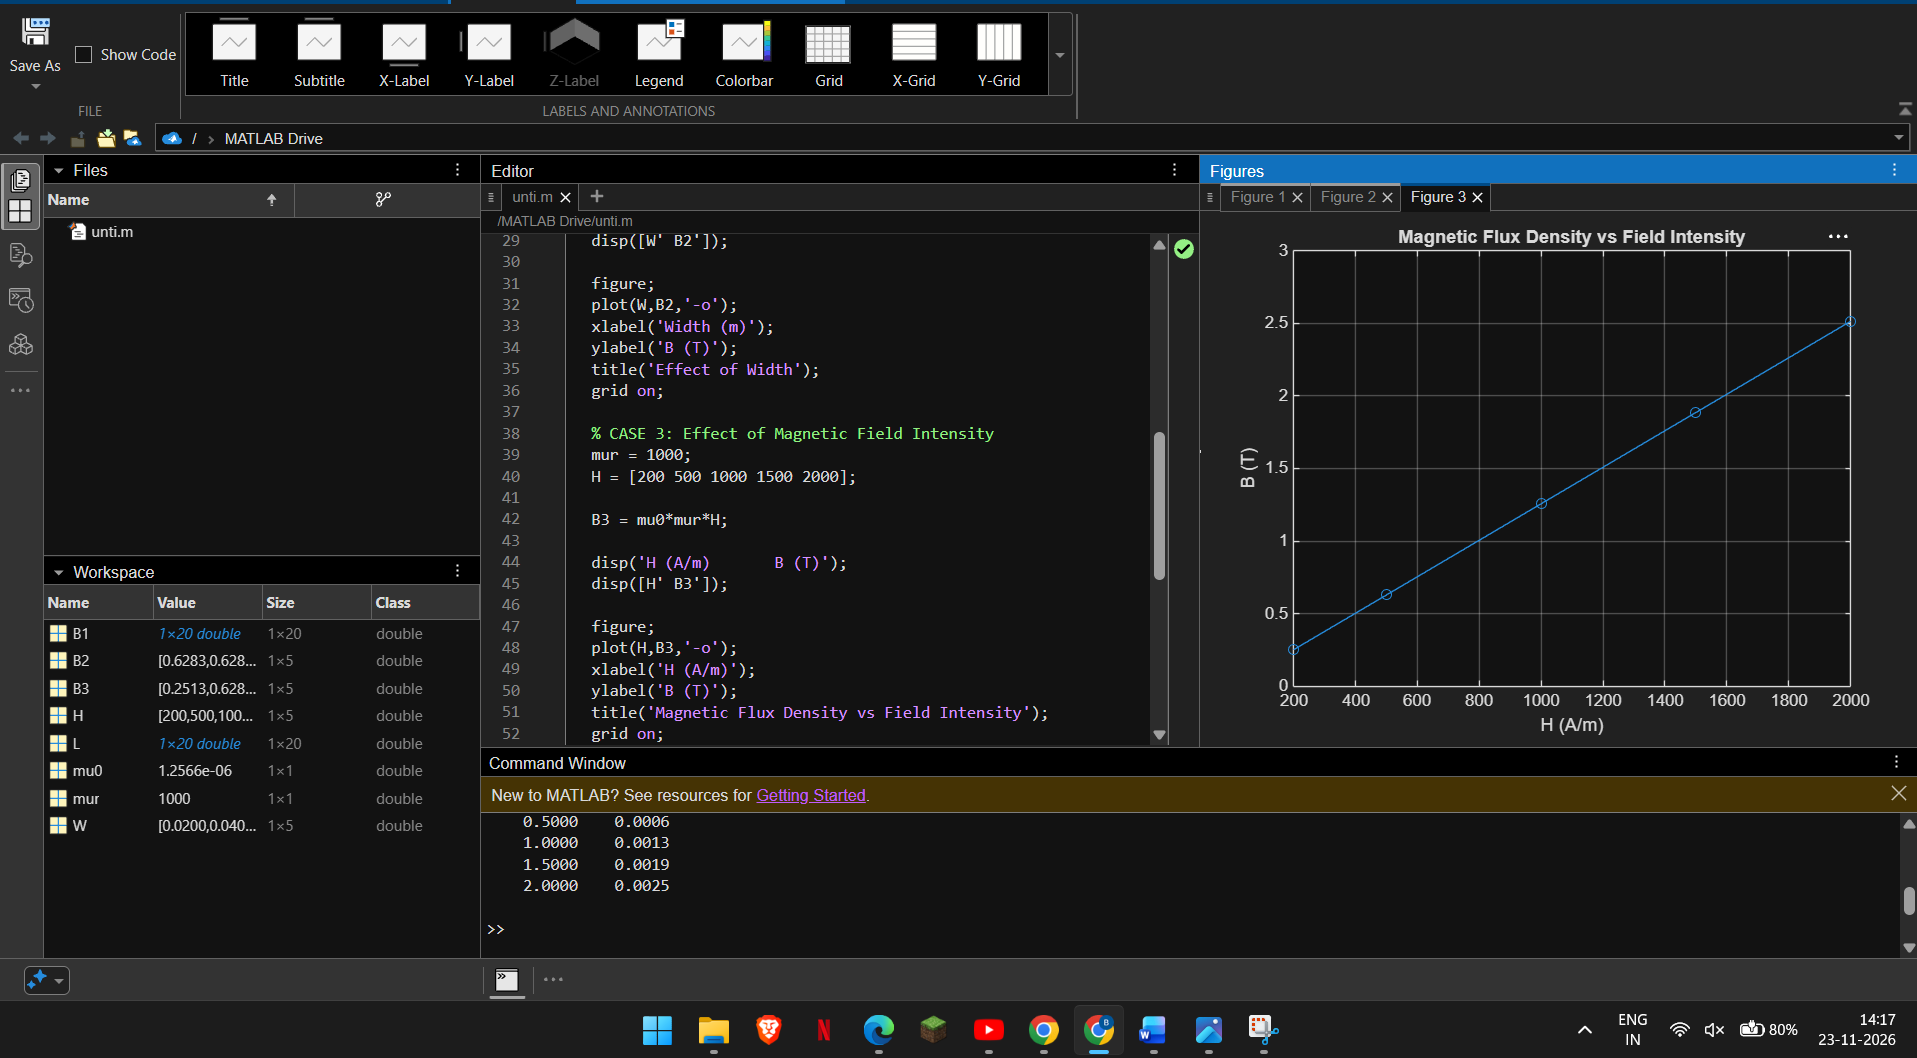 Save As
Show Code
FILE
Title
Subtitle
X-Label
Y-Label
Z-Label
Legend
Colorbar
Grid
X-Grid
Y-Grid
LABELS AND ANNOTATIONS
/ › MATLAB Drive
Files
Name
unti.m
Workspace
Name Value Size Class
B1 1×20 double 1×20 double
B2 [0.6283,0.628... 1×5 double
B3 [0.2513,0.628... 1×5 double
H [200,500,100... 1×5 double
L 1×20 double 1×20 double
mu0 1.2566e-06 1×1 double
mur 1000 1×1 double
W [0.0200,0.040... 1×5 double
Editor
unti.m
/MATLAB Drive/unti.m
29 disp([W' B2']);
30
31 figure;
32 plot(W,B2,'-o');
33 xlabel('Width (m)');
34 ylabel('B (T)');
35 title('Effect of Width');
36 grid on;
37
38 % CASE 3: Effect of Magnetic Field Intensity
39 mur = 1000;
40 H = [200 500 1000 1500 2000];
41
42 B3 = mu0*mur*H;
43
44 disp('H (A/m)       B (T)');
45 disp([H' B3']);
46
47 figure;
48 plot(H,B3,'-o');
49 xlabel('H (A/m)');
50 ylabel('B (T)');
51 title('Magnetic Flux Density vs Field Intensity');
52 grid on;
Figures
Figure 1 Figure 2 Figure 3
Magnetic Flux Density vs Field Intensity
3
2.5
2
1.5
1
0.5
0
B (T)
200 400 600 800 1000 1200 1400 1600 1800 2000
H (A/m)
Command Window
New to MATLAB? See resources for Getting Started.
0.5000 0.0006
1.0000 0.0013
1.5000 0.0019
2.0000 0.0025
>>
ENG
IN
80%
14:17
23-11-2026